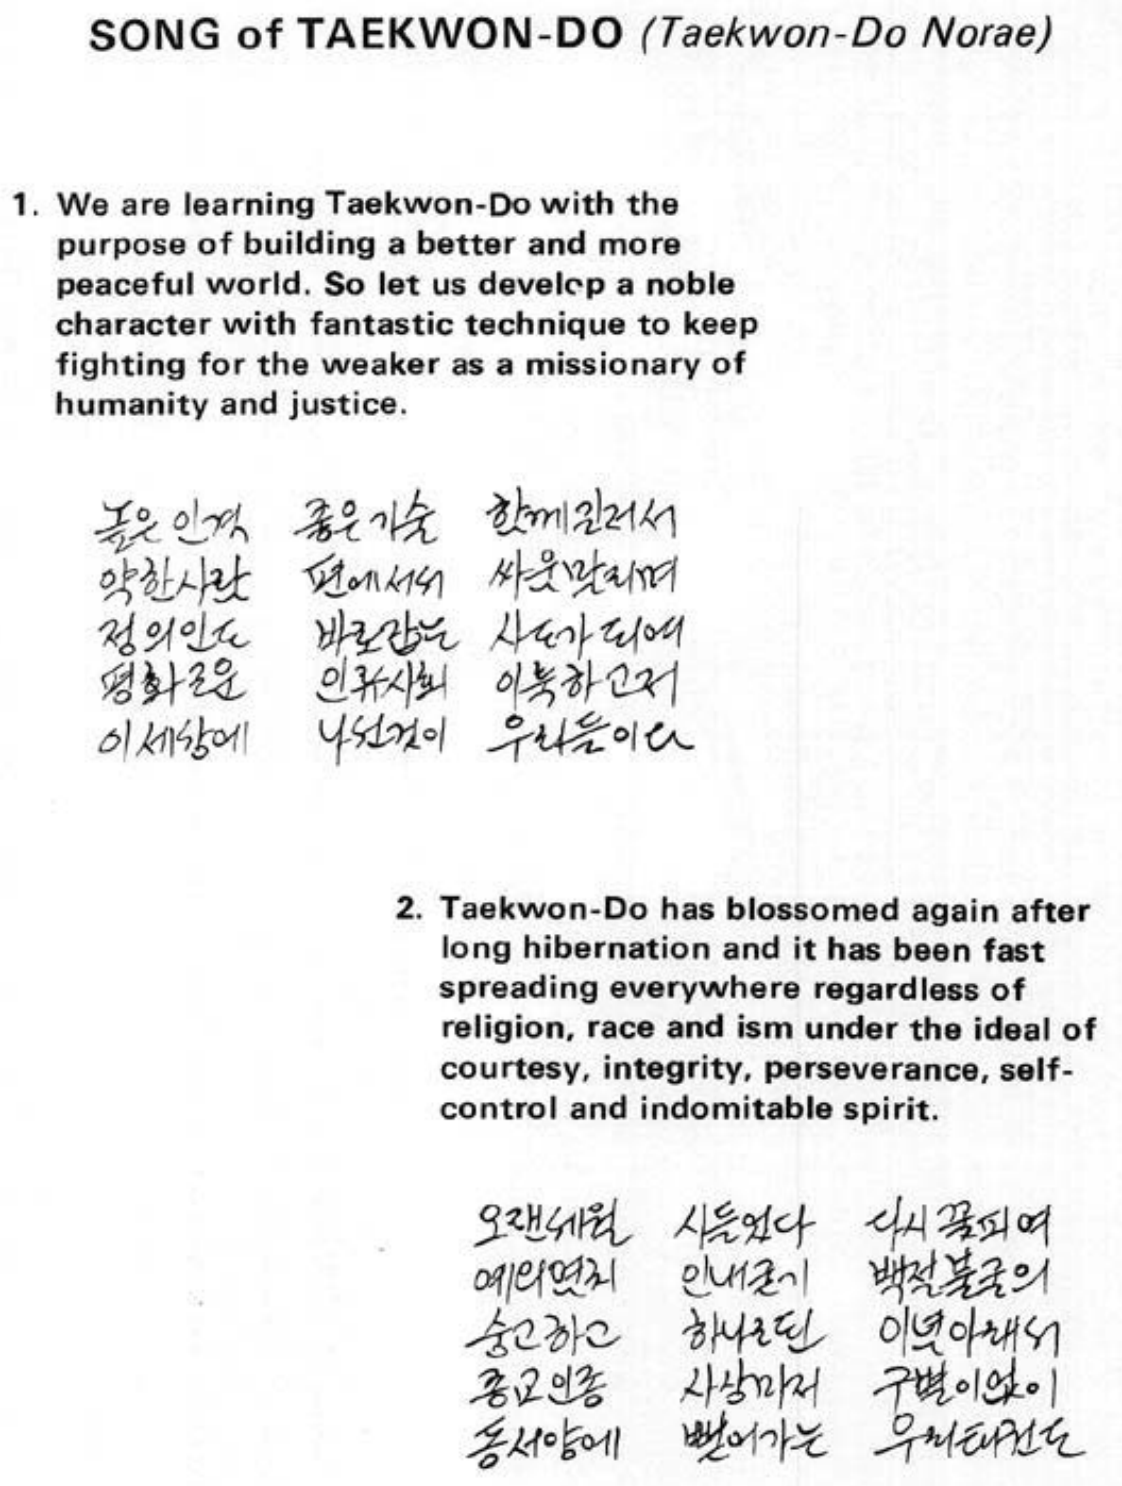 SONG of TAEKWON-DO (Taekwon-Do Norae)
1. We are learning Taekwon-Do with the
purpose of building a better and more
peaceful world. So let us develop a noble
character with fantastic technique to keep
fighting for the weaker as a missionary of
humanity and justice.
높은 인격 좋은 기술 함께 길러서
약한 사람 편에 서서 싸움 말리며
정의 인도 바로잡는 사도가 되여
평화로운 인류사회 이룩하고저
이 세상에 나선것이 우리들이다
2. Taekwon-Do has blossomed again after
long hibernation and it has been fast
spreading everywhere regardless of
religion, race and ism under the ideal of
courtesy, integrity, perseverance, self-
control and indomitable spirit.
오랜세월 시들었다 다시 꽃피여
예의염치 인내극기 백절불굴의
숭고하고 하나로된 이념아래서
종교인종 사상마저 구별이없이
동서양에 뻗어가는 우리태권도